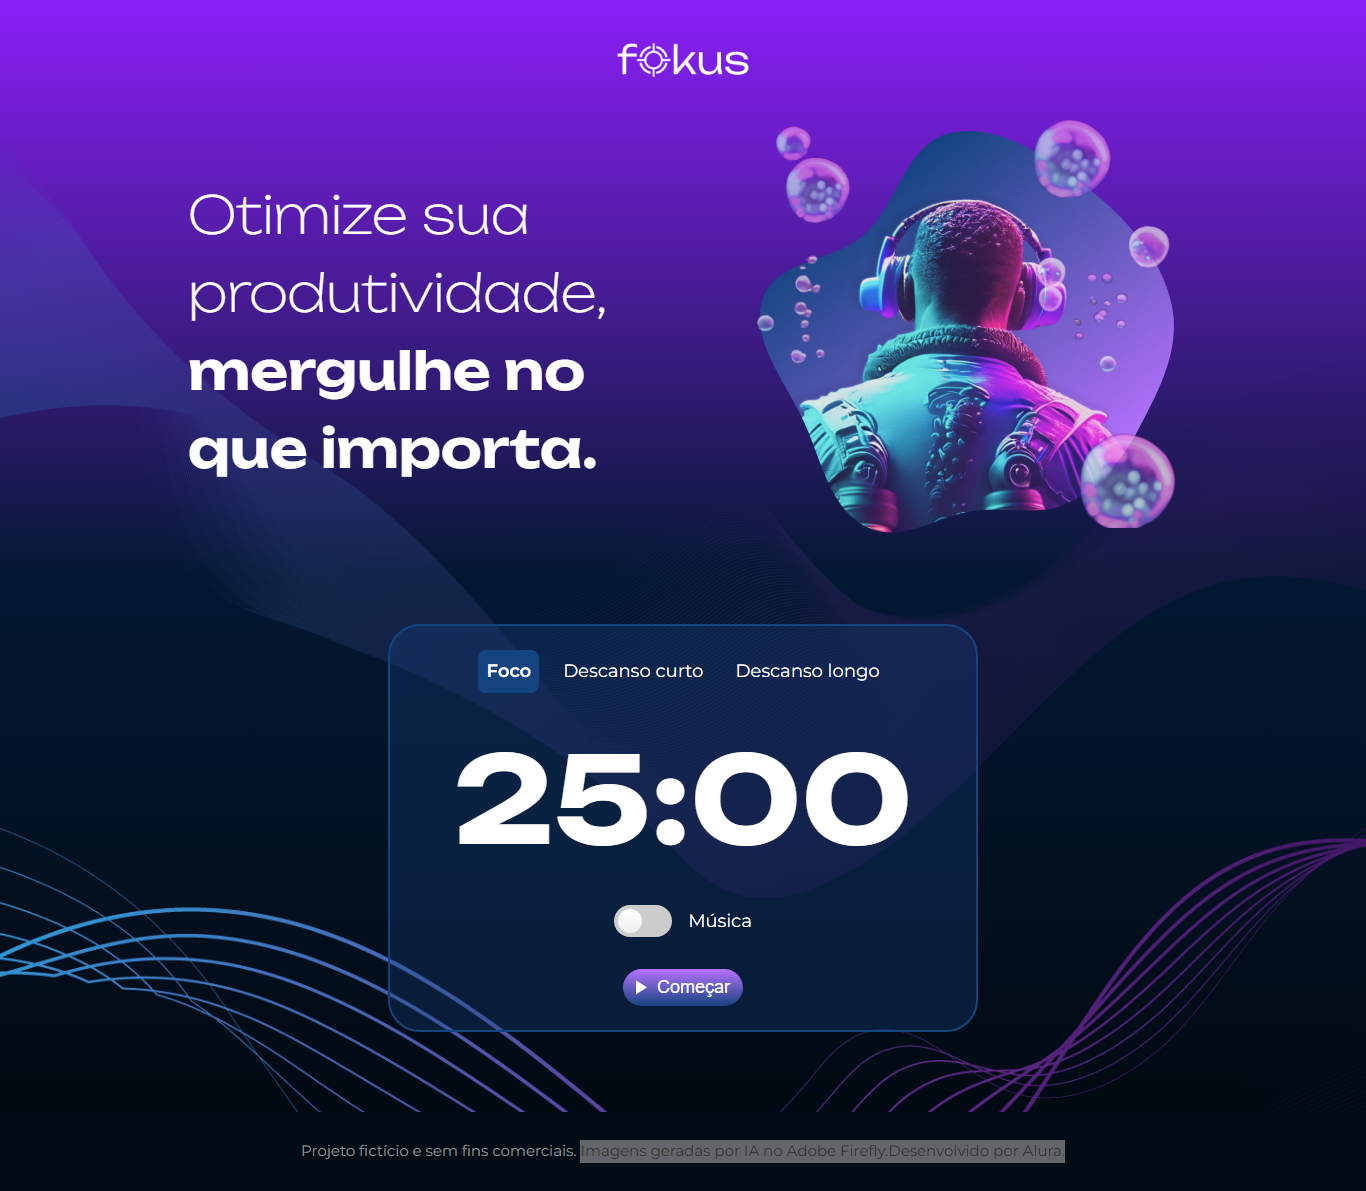 fokus
Otimize sua
produtividade,
mergulhe no
que importa.
Foco Descanso curto Descanso longo
25:00
Música
Começar
Projeto fictício e sem fins comerciais. Imagens geradas por IA no Adobe Firefly.Desenvolvido por Alura.